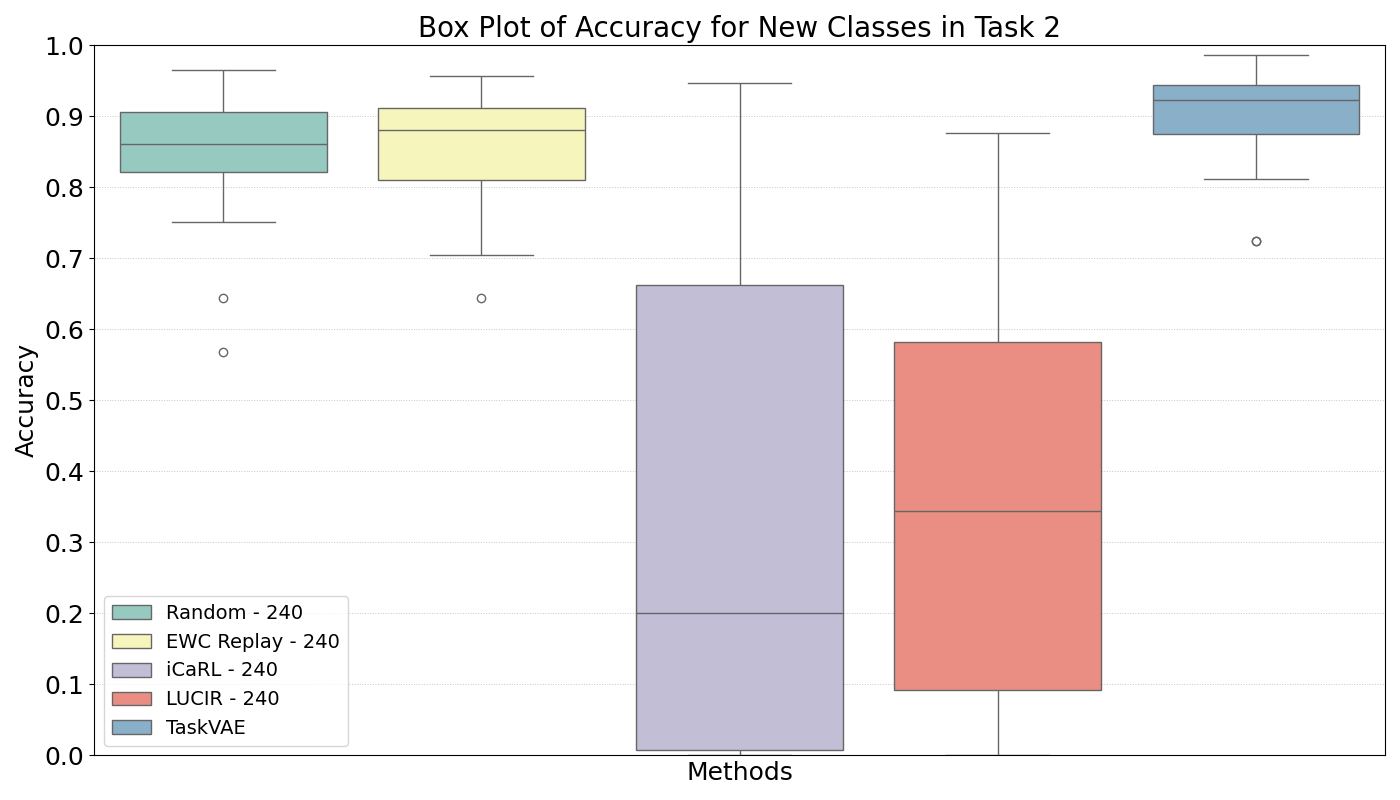 Box Plot of Accuracy for New Classes in Task 2
1.0
0.9
0.8
0.7
0.6
0.5
0.4
0.3
0.2
0.1
0.0
Accuracy
Random - 240
EWC Replay - 240
iCaRL - 240
LUCIR - 240
TaskVAE
Methods